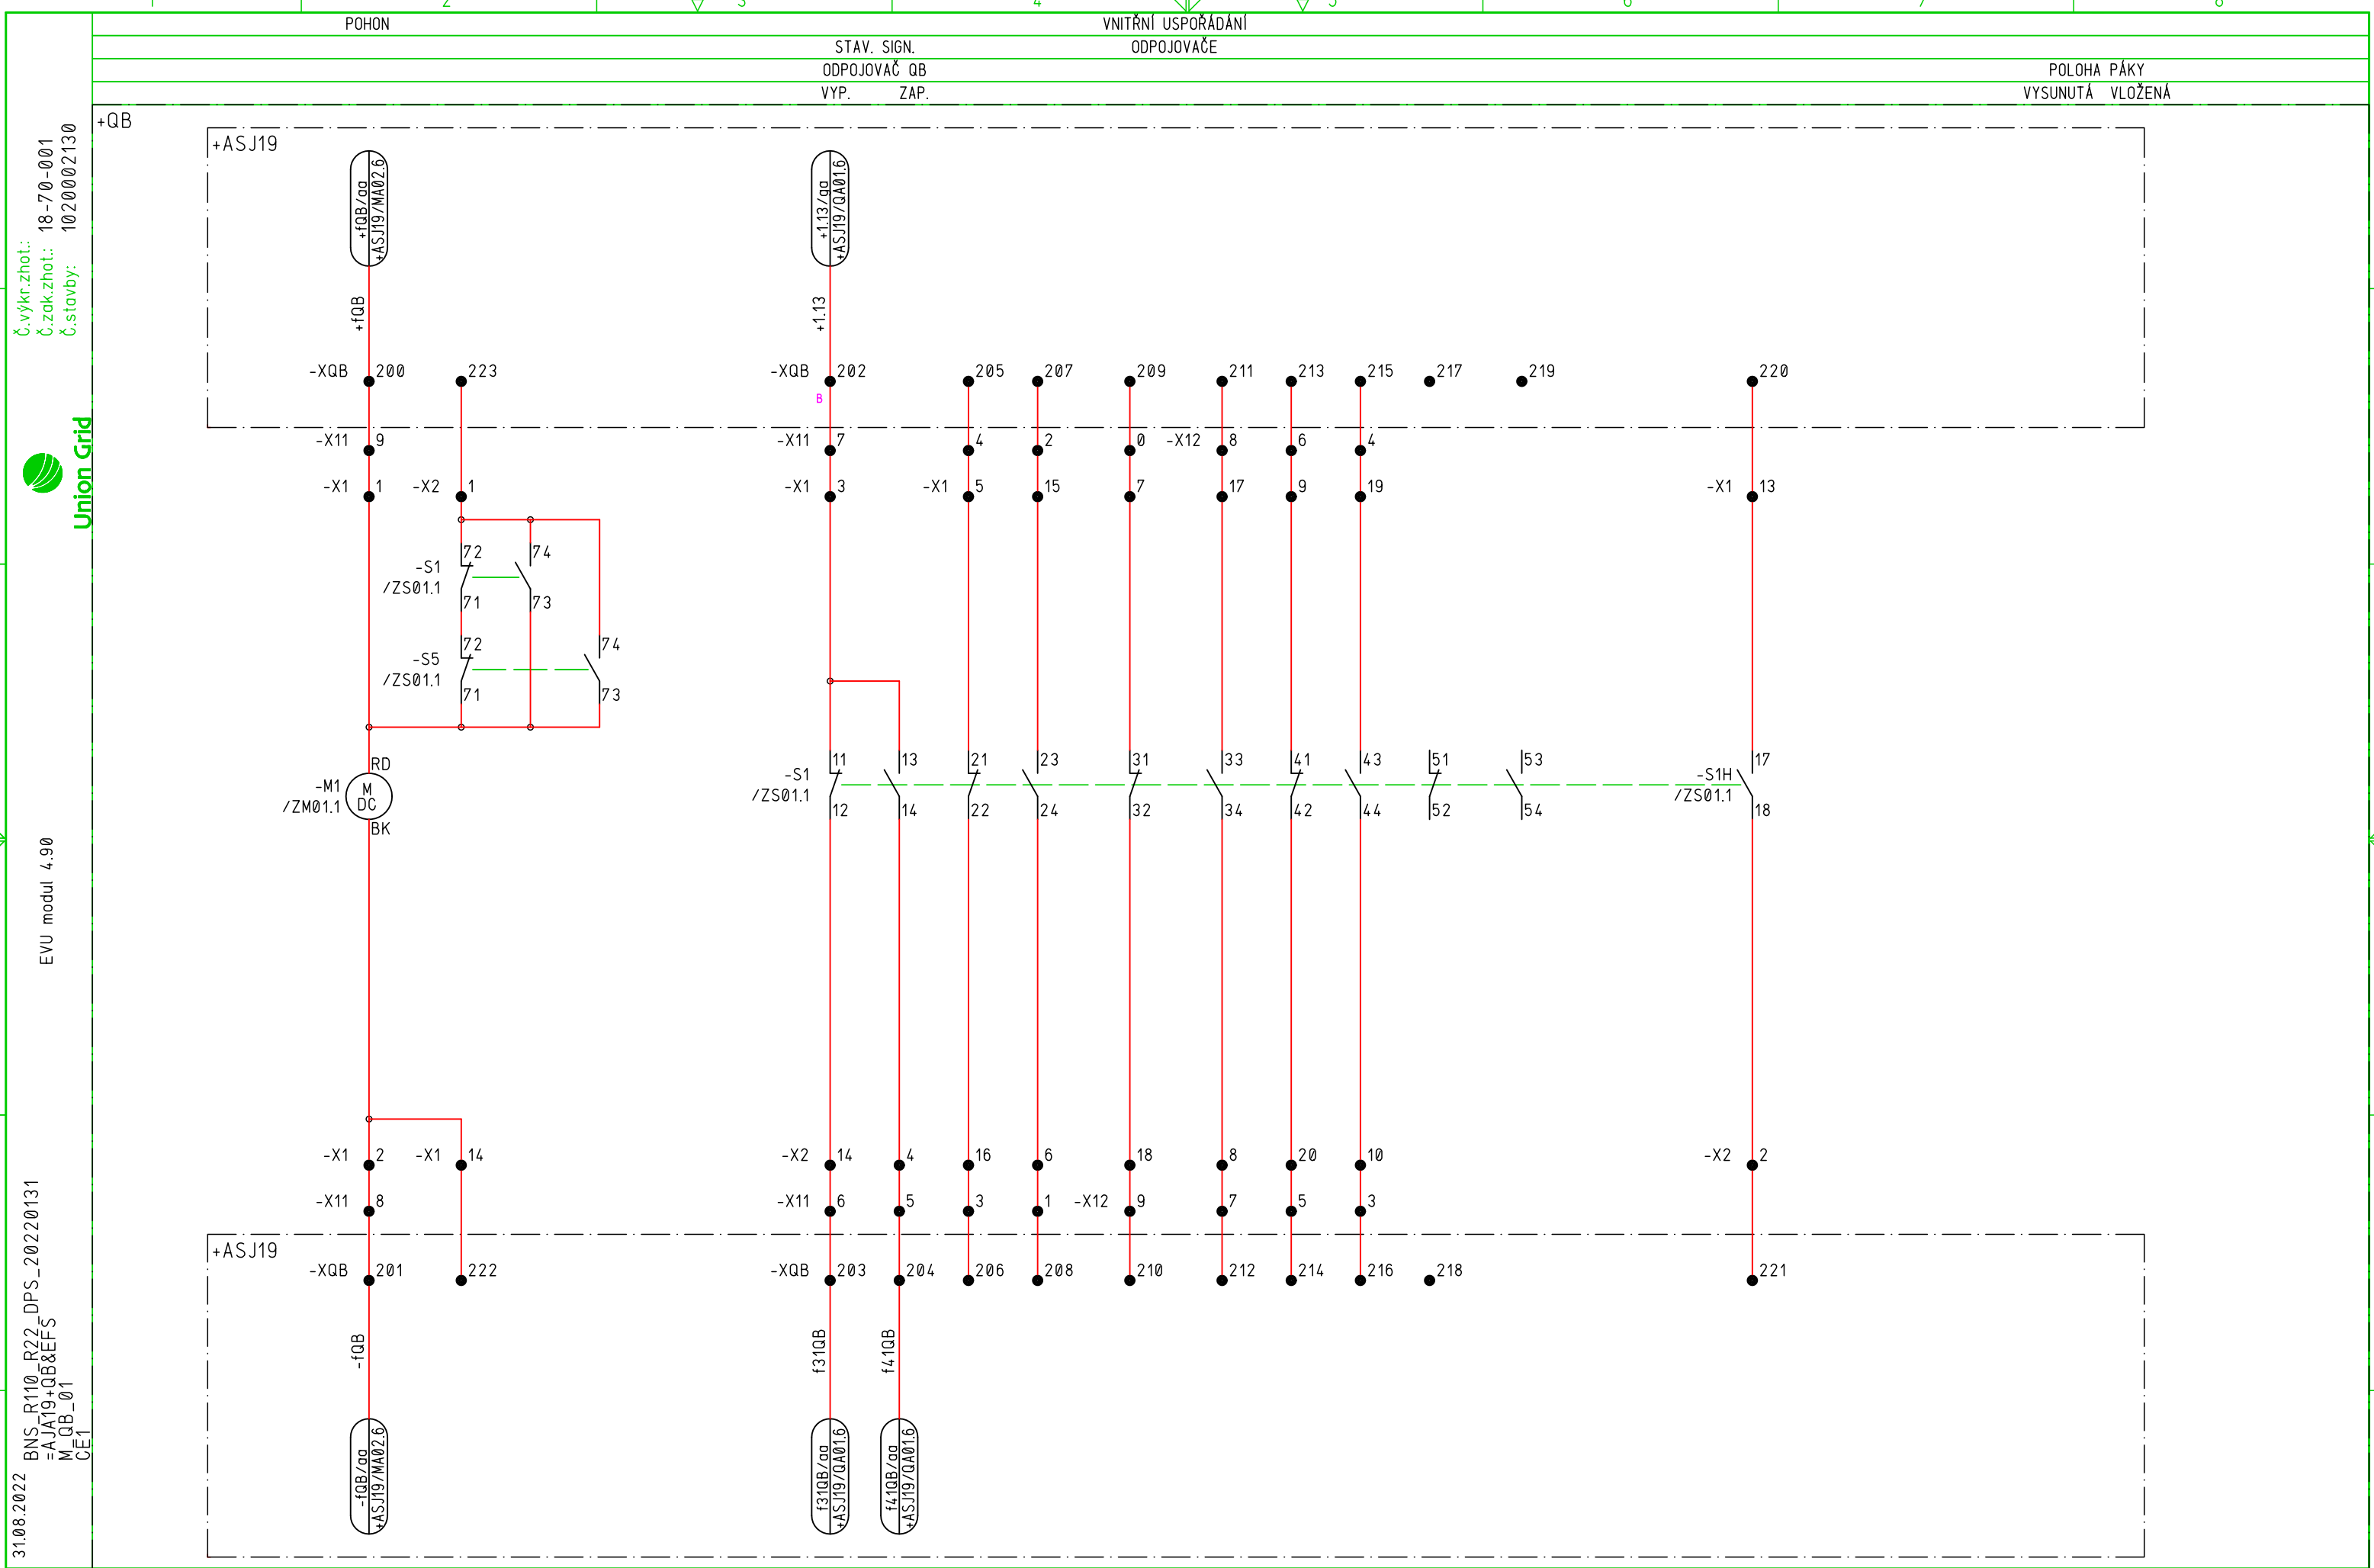 1 2 3 4 5 6 7 8
POHON VNITŘNÍ USPOŘÁDÁNÍ
STAV. SIGN. ODPOJOVAČE
ODPOJOVAČ QB POLOHA PÁKY
VYP. ZAP. VYSUNUTÁ VLOŽENÁ
+QB
+ASJ19
+fQB/aa
+ASJ19/MA02.6
+1.13/aa
+ASJ19/QA01.6
+fQB
+1.13
-XQB 200 223 -XQB 202 205 207 209 211 213 215 217 219 220
B
-X11 9 -X11 7 4 2 0 -X12 8 6 4
-X1 1 -X2 1 -X1 3 -X1 5 15 7 17 9 19 -X1 13
72 74
-S1
/ZS01.1
71 73
72 74
-S5
/ZS01.1
71 73
RD
-M1
/ZM01.1
M
DC
BK
11 13 21 23 31 33 41 43 51 53 17
-S1 -S1H
/ZS01.1 /ZS01.1
12 14 22 24 32 34 42 44 52 54 18
-X1 2 -X1 14 -X2 14 4 16 6 18 8 20 10 -X2 2
-X11 8 -X11 6 5 3 1 -X12 9 7 5 3
+ASJ19
-XQB 201 222 -XQB 203 204 206 208 210 212 214 216 218 221
-fQB
f31QB
f41QB
-fQB/aa
+ASJ19/MA02.6
f31QB/aa
+ASJ19/QA01.6
f41QB/aa
+ASJ19/QA01.6
Č.výkr.zhot.:
Č.zak.zhot.: 18-70-001
Č.stavby: 1020002130
Union Grid
EVU modul 4.90
BNS_R110_R22_DPS_20220131
=AJA19+QB&EFS
M_QB_01
CE1
31.08.2022